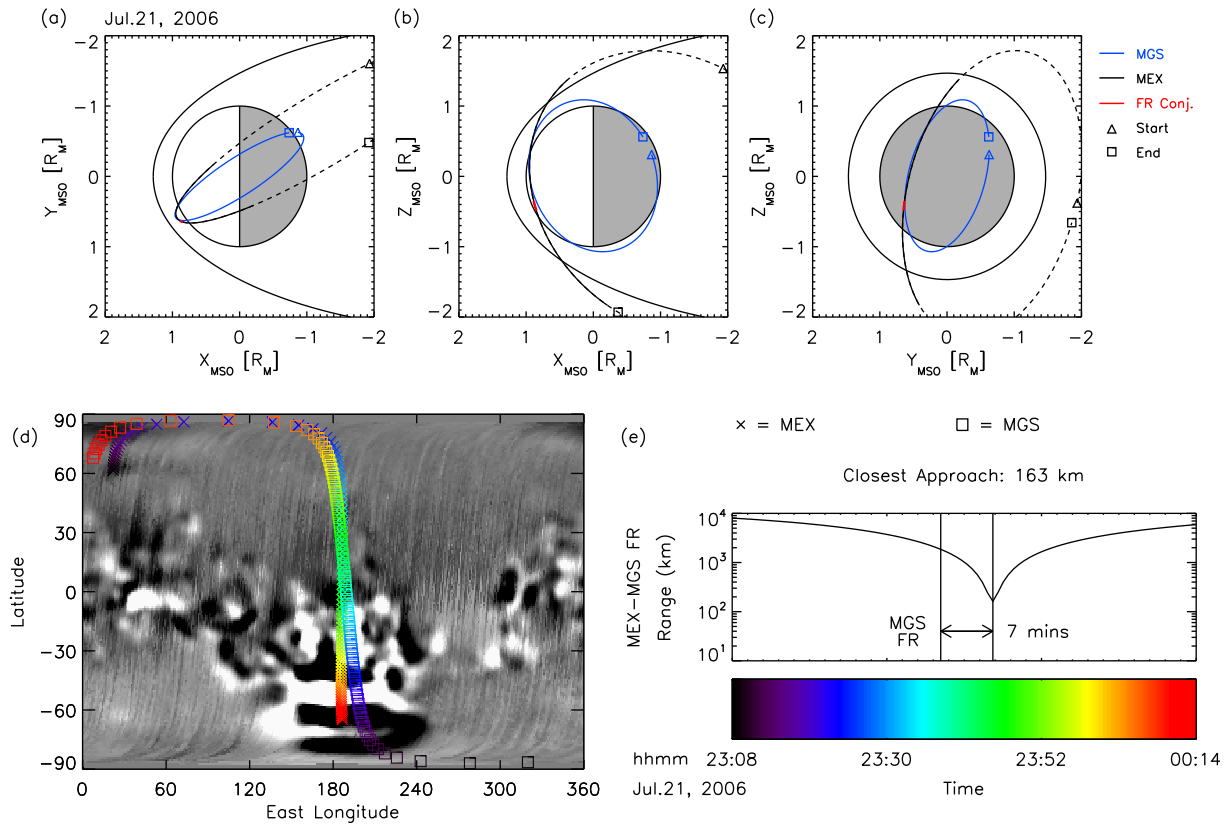 (a) Jul.21, 2006 (b) (c)
−2 −2 −2
MGS
MEX
FR Conj.
Start
End
−1 −1 −1
Y_MSO [R_M] 0
Z_MSO [R_M] 0
Z_MSO [R_M] 0
1 1 1
2 2 2
2 1 0 −1 −2
2 1 0 −1 −2
2 1 0 −1 −2
X_MSO [R_M]
X_MSO [R_M]
Y_MSO [R_M]
(d)
90
60
30
0
−30
−60
−90
Latitude
0 60 120 180 240 300 360
East Longitude
(e)
× = MEX □ = MGS
Closest Approach: 163 km
MEX−MGS FR
Range (km)
10^4
10^3
10^2
10^1
MGS
FR
7 mins
hhmm 23:08 23:30 23:52 00:14
Jul.21, 2006 Time